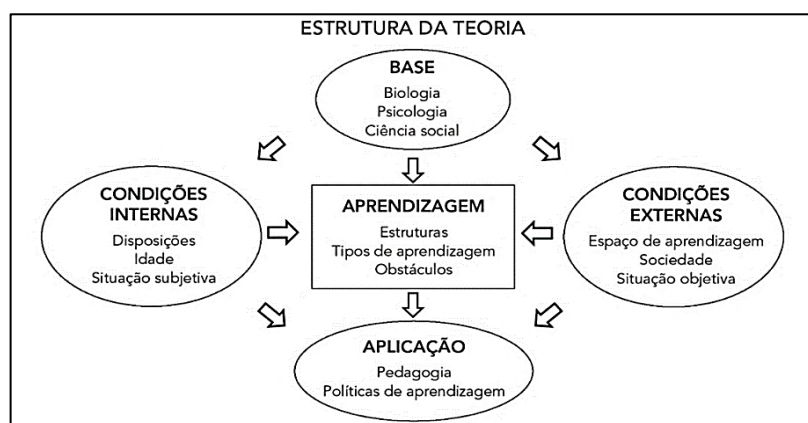 ESTRUTURA DA TEORIA
BASE
Biologia
Psicologia
Ciência social
CONDIÇÕES
INTERNAS
Disposições
Idade
Situação subjetiva
APRENDIZAGEM
Estruturas
Tipos de aprendizagem
Obstáculos
CONDIÇÕES
EXTERNAS
Espaço de aprendizagem
Sociedade
Situação objetiva
APLICAÇÃO
Pedagogia
Políticas de aprendizagem